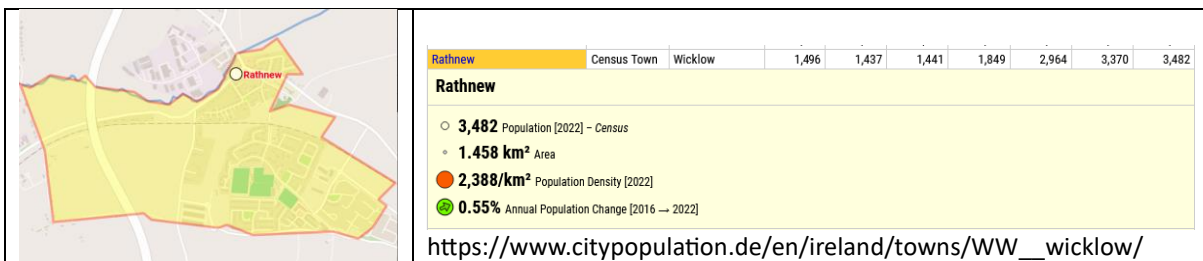 Rathnew
Rathnew Census Town Wicklow 1,496 1,437 1,441 1,849 2,964 3,370 3,482
Rathnew
3,482 Population [2022] – Census
1.458 km² Area
2,388/km² Population Density [2022]
0.55% Annual Population Change [2016 → 2022]
https://www.citypopulation.de/en/ireland/towns/WW__wicklow/